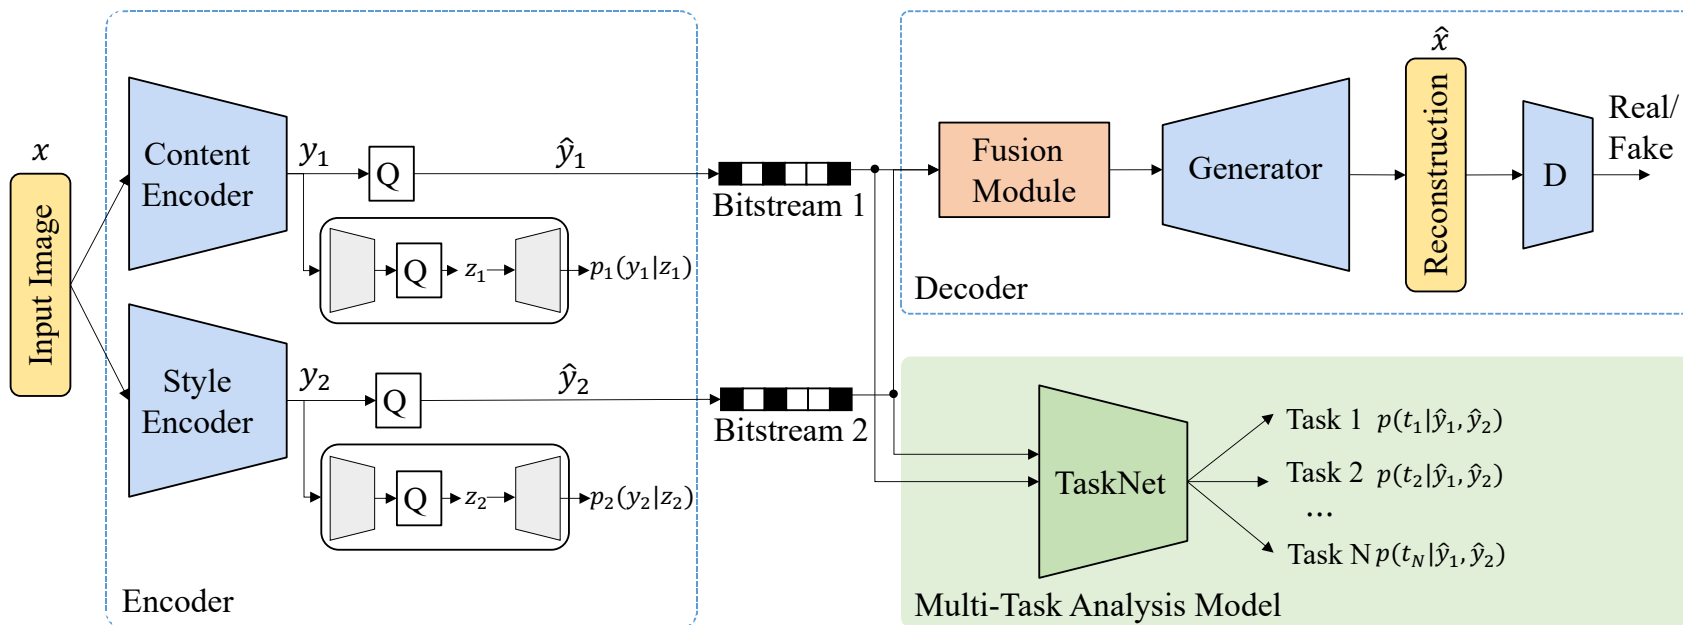 x
Input Image
Content
Encoder
y₁
Q
ŷ₁
Q
z₁
p₁(y₁|z₁)
Style
Encoder
y₂
Q
ŷ₂
Q
z₂
p₂(y₂|z₂)
Encoder
Bitstream 1
Bitstream 2
Fusion
Module
Generator
x̂
Reconstruction
D
Real/
Fake
Decoder
TaskNet
Task 1 p(t₁|ŷ₁, ŷ₂)
Task 2 p(t₂|ŷ₁, ŷ₂)
...
Task N p(t_N|ŷ₁, ŷ₂)
Multi-Task Analysis Model